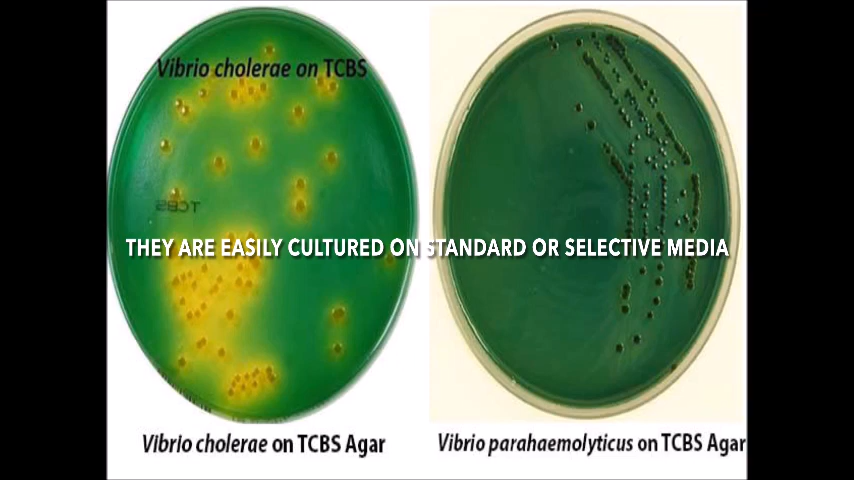 Vibrio cholerae on TCBS
TCBS
THEY ARE EASILY CULTURED ON STANDARD OR SELECTIVE MEDIA
Vibrio cholerae on TCBS Agar
Vibrio parahaemolyticus on TCBS Agar